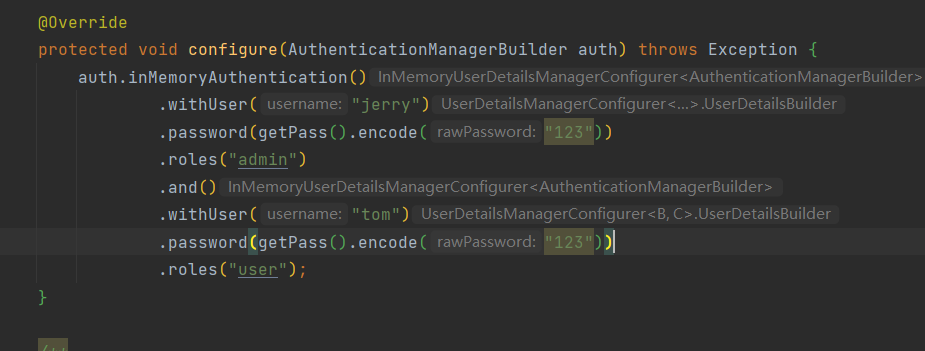 @Override
protected void configure(AuthenticationManagerBuilder auth) throws Exception {
auth.inMemoryAuthentication() InMemoryUserDetailsManagerConfigurer<AuthenticationManagerBuilder>
.withUser( username: "jerry") UserDetailsManagerConfigurer<...>.UserDetailsBuilder
.password(getPass().encode( rawPassword: "123"))
.roles("admin")
.and() InMemoryUserDetailsManagerConfigurer<AuthenticationManagerBuilder>
.withUser( username: "tom") UserDetailsManagerConfigurer<B, C>.UserDetailsBuilder
.password(getPass().encode( rawPassword: "123"))
.roles("user");
}